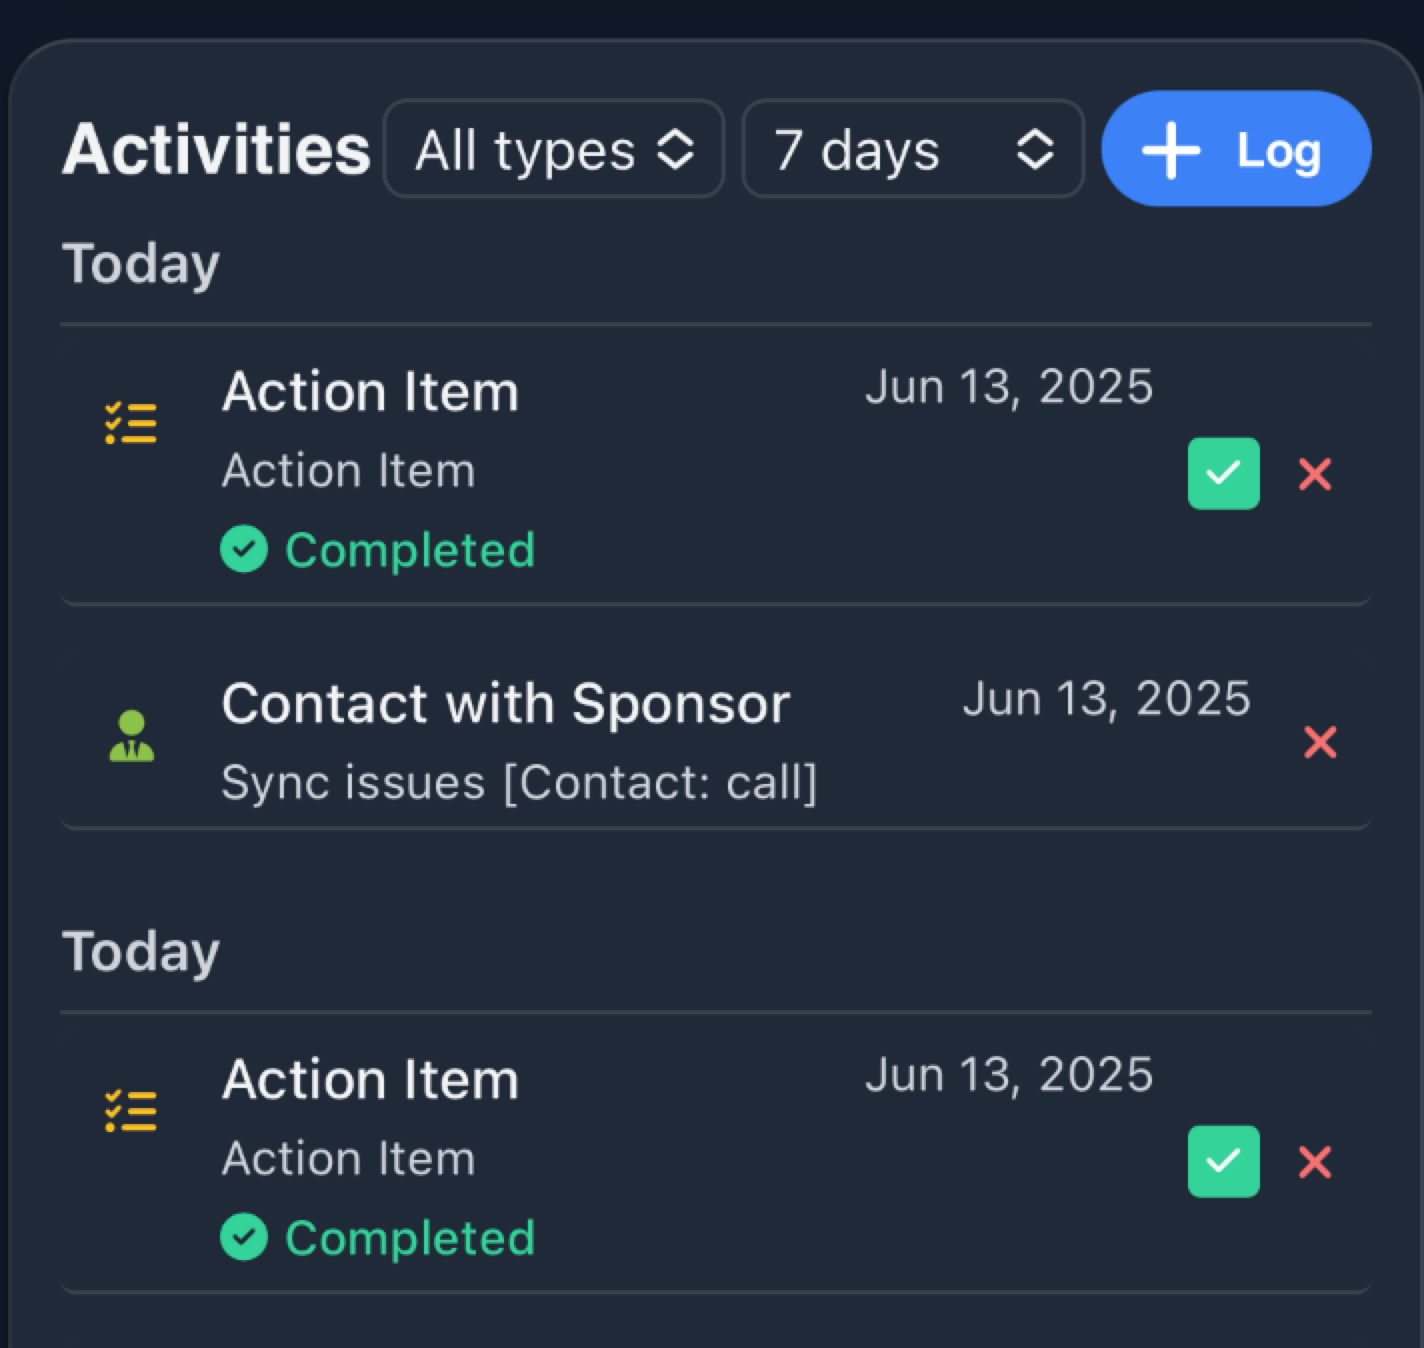 Activities All types 7 days Log
Today
Action Item Jun 13, 2025
Action Item
Completed
Contact with Sponsor Jun 13, 2025
Sync issues [Contact: call]
Today
Action Item Jun 13, 2025
Action Item
Completed